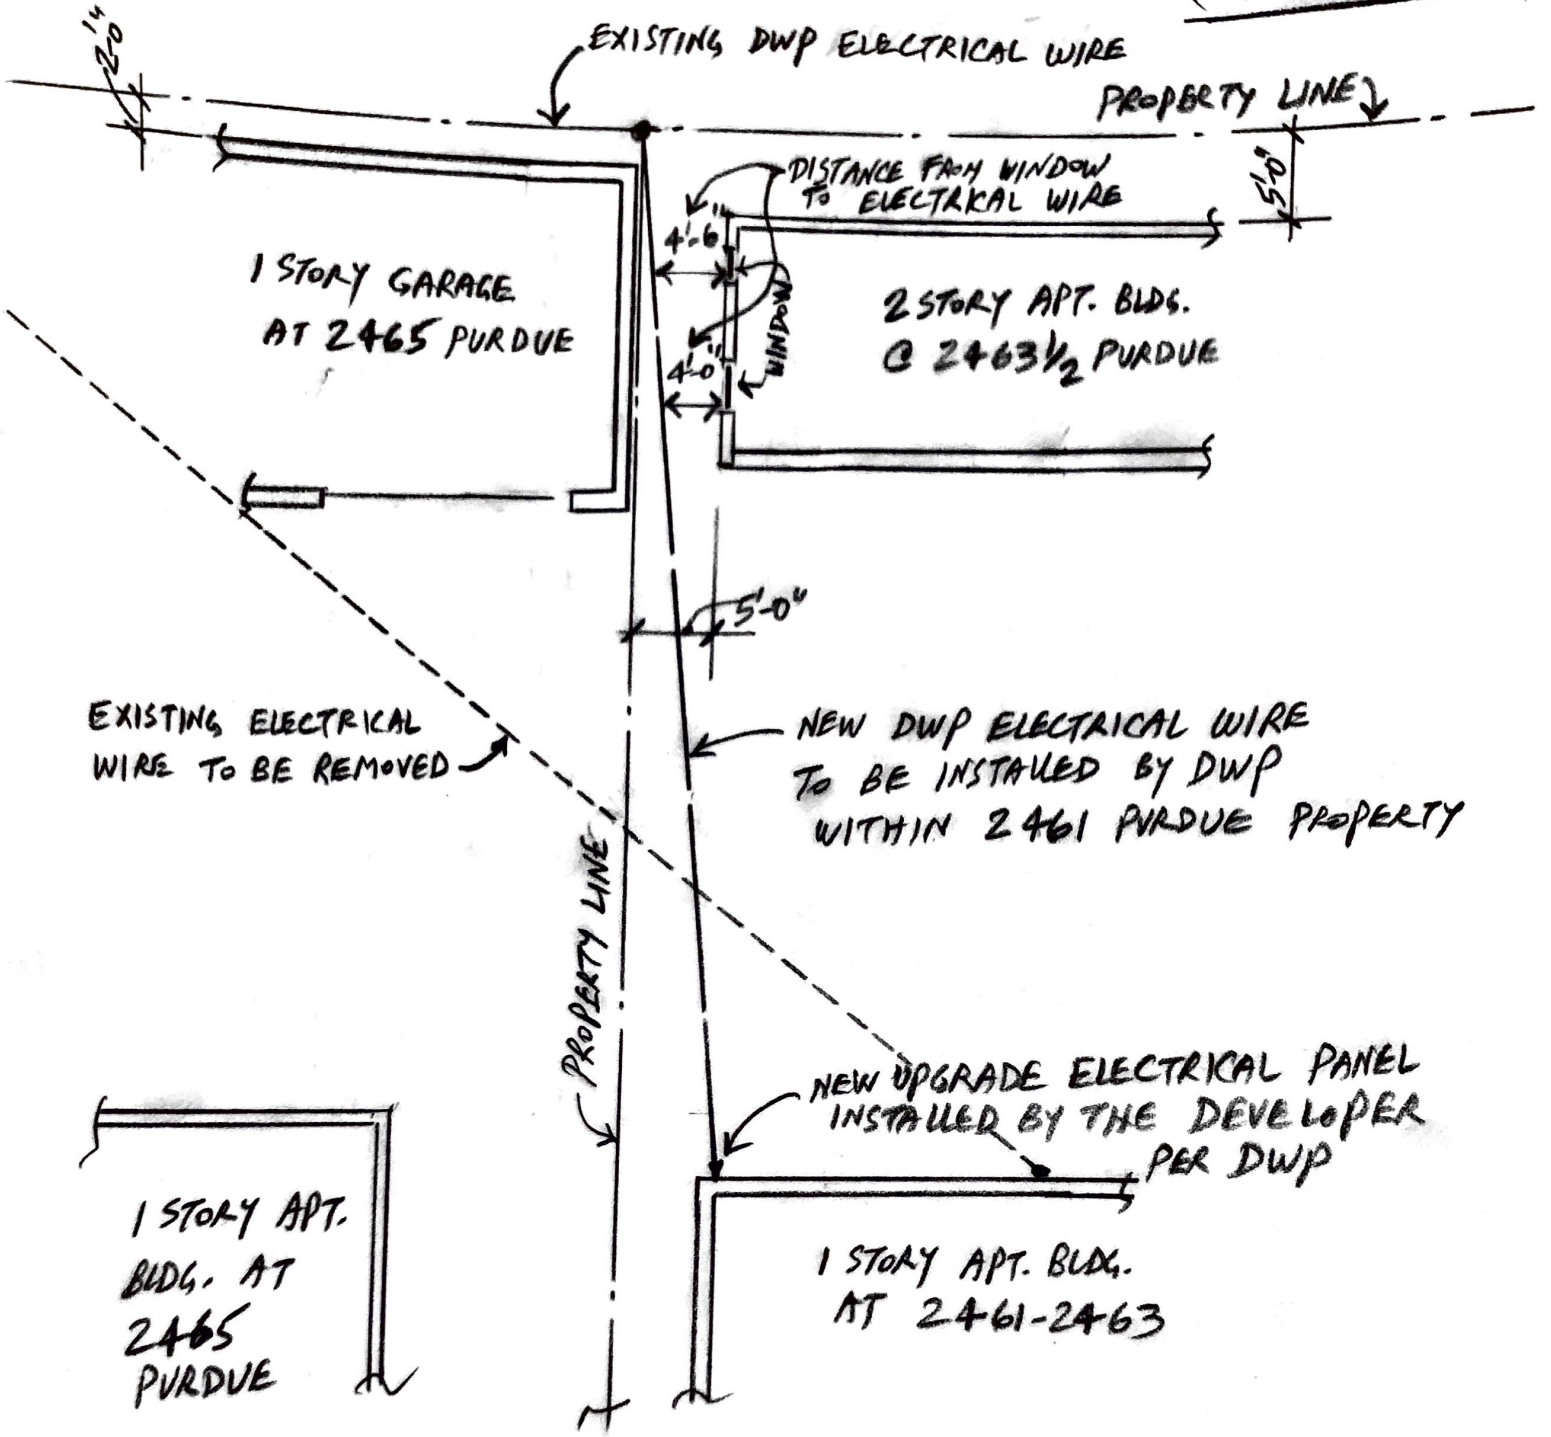 2'-0"
EXISTING DWP ELECTRICAL WIRE
PROPERTY LINE
DISTANCE FROM WINDOW
TO ELECTRICAL WIRE
5'-0"
4'-6"
1 STORY GARAGE
AT 2465 PURDUE
WINDOW
2 STORY APT. BLDG.
@ 2463 1/2 PURDUE
4'-0"
5'-0"
EXISTING ELECTRICAL
WIRE TO BE REMOVED
NEW DWP ELECTRICAL WIRE
TO BE INSTALLED BY DWP
WITHIN 2461 PURDUE PROPERTY
PROPERTY LINE
NEW UPGRADE ELECTRICAL PANEL
INSTALLED BY THE DEVELOPER
PER DWP
1 STORY APT.
BLDG. AT
2465
PURDUE
1 STORY APT. BLDG.
AT 2461-2463